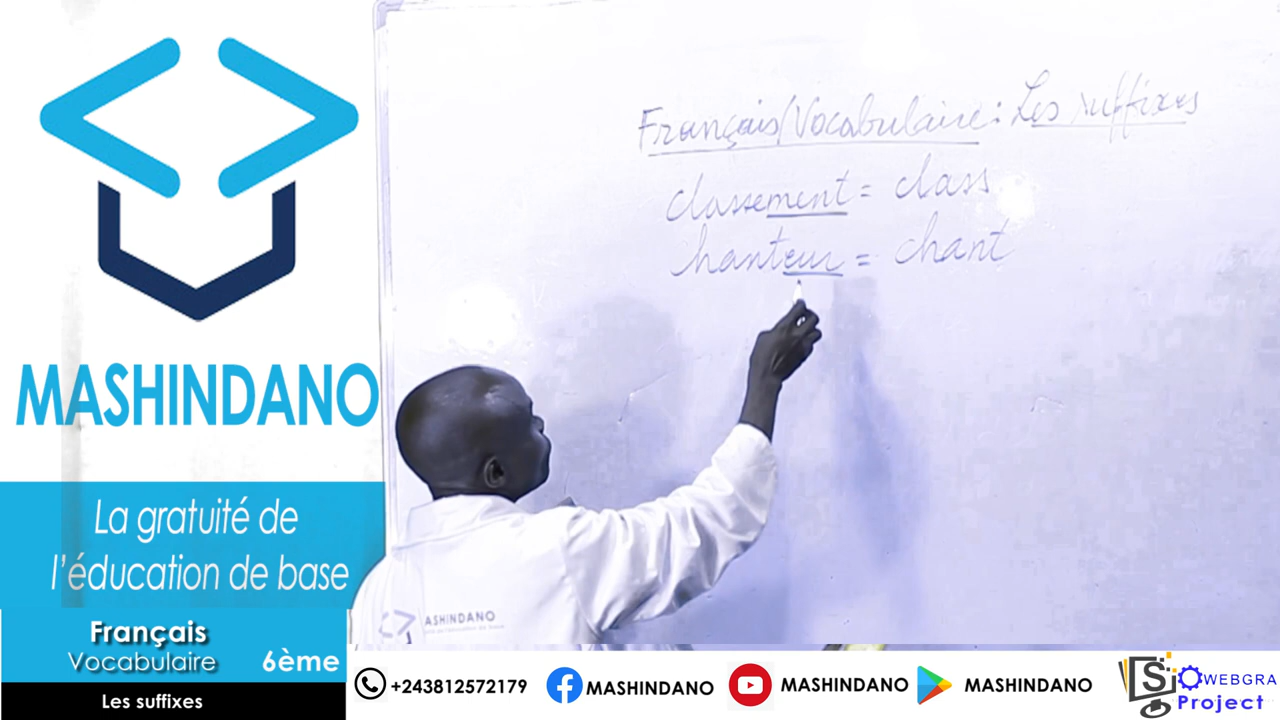 Français/Vocabulaire: Les suffixes
classement = class
chanteur = chant
MASHINDANO
La gratuité de
l'éducation de base
Français
Vocabulaire 6ème
Les suffixes
ASHINDANO
+243812572179 MASHINDANO MASHINDANO MASHINDANO
S WEBGRA
Project